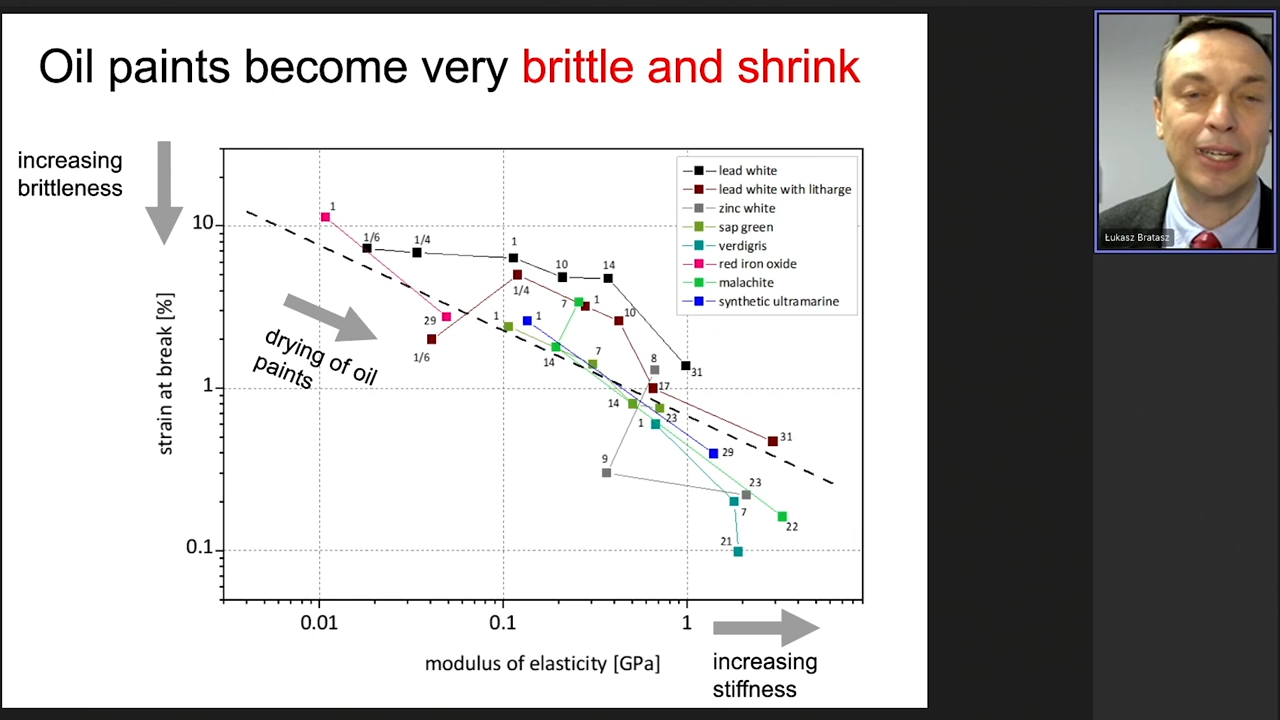 Oil paints become very brittle and shrink
increasing
brittleness
10
1
0.1
strain at break [%]
drying of oil
paints
lead white
lead white with litharge
zinc white
sap green
verdigris
red iron oxide
malachite
synthetic ultramarine
1
1/6
1/4
1
10
14
31
29
1/6
1/4
1
10
17
31
7
14
22
1
7
14
23
1
29
8
9
23
1
7
21
0.01
0.1
1
modulus of elasticity [GPa]
increasing
stiffness
Łukasz Bratasz